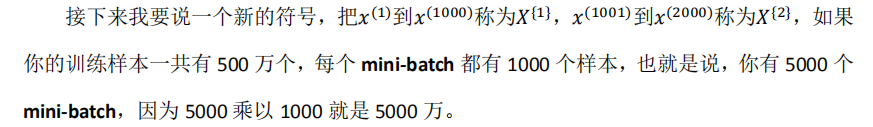 接下来我要说一个新的符号，把𝑥^(1)到𝑥^(1000)称为𝑋^{1}，𝑥^(1001)到𝑥^(2000)称为𝑋^{2}，如果
你的训练样本一共有 500 万个，每个 mini-batch 都有 1000 个样本，也就是说，你有 5000 个
mini-batch，因为 5000 乘以 1000 就是 5000 万。